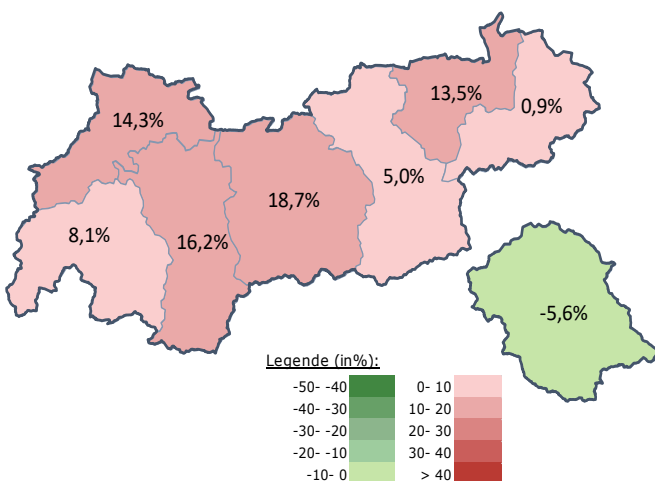 14,3%
13,5%
0,9%
5,0%
18,7%
8,1%
16,2%
-5,6%
Legende (in%):
-50- -40 0- 10
-40- -30 10- 20
-30- -20 20- 30
-20- -10 30- 40
-10- 0 > 40